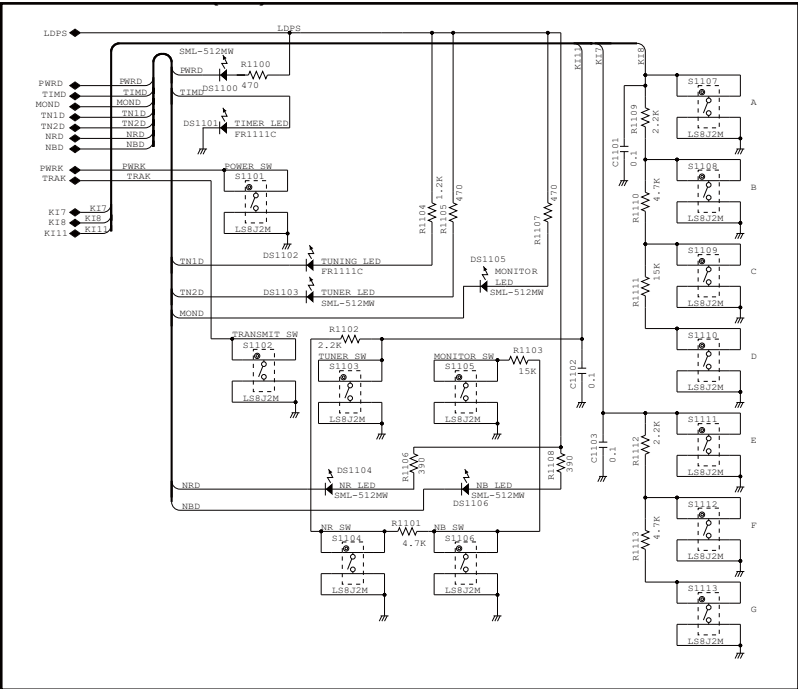 LDPS
LDPS
SML-512MW
R1100
470
PWRD
DS1100
TIMD
DS1101
TIMER LED
FR1111C
PWRD
TIMD
MOND
TN1D
TN2D
NRD
NBD
PWRD
TIMD
MOND
TN1D
TN2D
NRD
NBD
PWRK
TRAK
PWRK
TRAK
POWER SW
S1101
LS8J2M
KI7
KI8
KI11
KI7
KI8
KI11
KI11
KI7
KI8
R1104
1.2K
R1105
470
R1107
470
TN1D
DS1102
TUNING LED
FR1111C
TN2D
DS1103
TUNER LED
SML-512MW
DS1105
MONITOR
LED
SML-512MW
MOND
TRANSMIT SW
S1102
LS8J2M
R1102
2.2K
TUNER SW
S1103
LS8J2M
MONITOR SW
S1105
LS8J2M
R1103
15K
C1102
0.1
C1103
0.1
R1106
390
R1108
390
NRD
DS1104
NR LED
SML-512MW
NB LED
SML-512MW
DS1106
NBD
NR SW
S1104
LS8J2M
R1101
4.7K
NB SW
S1106
LS8J2M
C1101
0.1
R1109
2.2K
S1107
LS8J2M
A
R1110
4.7K
S1108
LS8J2M
B
R1111
15K
S1109
LS8J2M
C
S1110
LS8J2M
D
R1112
2.2K
S1111
LS8J2M
E
R1113
4.7K
S1112
LS8J2M
F
S1113
LS8J2M
G